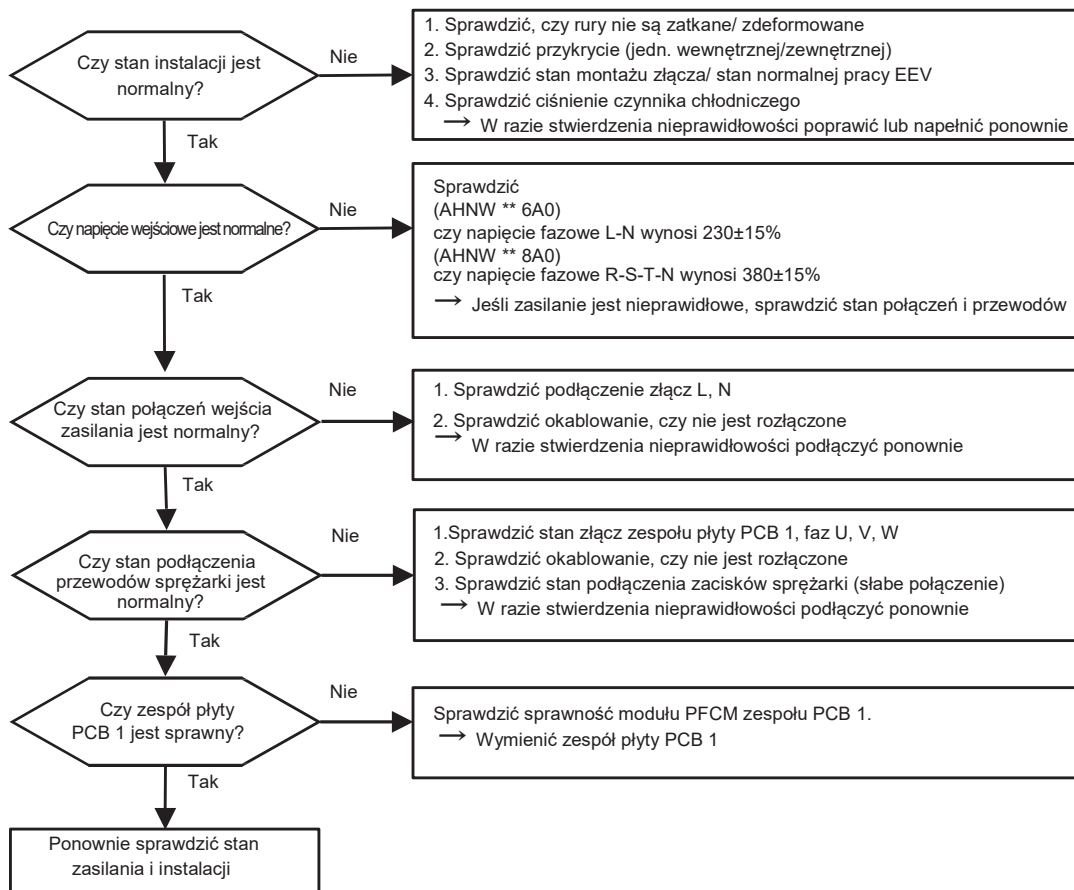 Czy stan instalacji jest
normalny?
Nie
1. Sprawdzić, czy rury nie są zatkane/ zdeformowane
2. Sprawdzić przykrycie (jedn. wewnętrznej/zewnętrznej)
3. Sprawdzić stan montażu złącza/ stan normalnej pracy EEV
4. Sprawdzić ciśnienie czynnika chłodniczego
→ W razie stwierdzenia nieprawidłowości poprawić lub napełnić ponownie
Tak
Czy napięcie wejściowe jest normalne?
Nie
Sprawdzić
(AHNW ** 6A0)
czy napięcie fazowe L-N wynosi 230±15%
(AHNW ** 8A0)
czy napięcie fazowe R-S-T-N wynosi 380±15%
→ Jeśli zasilanie jest nieprawidłowe, sprawdzić stan połączeń i przewodów
Tak
Czy stan połączeń wejścia
zasilania jest normalny?
Nie
1. Sprawdzić podłączenie złącz L, N
2. Sprawdzić okablowanie, czy nie jest rozłączone
→ W razie stwierdzenia nieprawidłowości podłączyć ponownie
Tak
Czy stan podłączenia
przewodów sprężarki jest
normalny?
Nie
1.Sprawdzić stan złącz zespołu płyty PCB 1, faz U, V, W
2. Sprawdzić okablowanie, czy nie jest rozłączone
3. Sprawdzić stan podłączenia zacisków sprężarki (słabe połączenie)
→ W razie stwierdzenia nieprawidłowości podłączyć ponownie
Tak
Czy zespół płyty
PCB 1 jest sprawny?
Nie
Sprawdzić sprawność modułu PFCM zespołu PCB 1.
→ Wymienić zespół płyty PCB 1
Tak
Ponownie sprawdzić stan
zasilania i instalacji